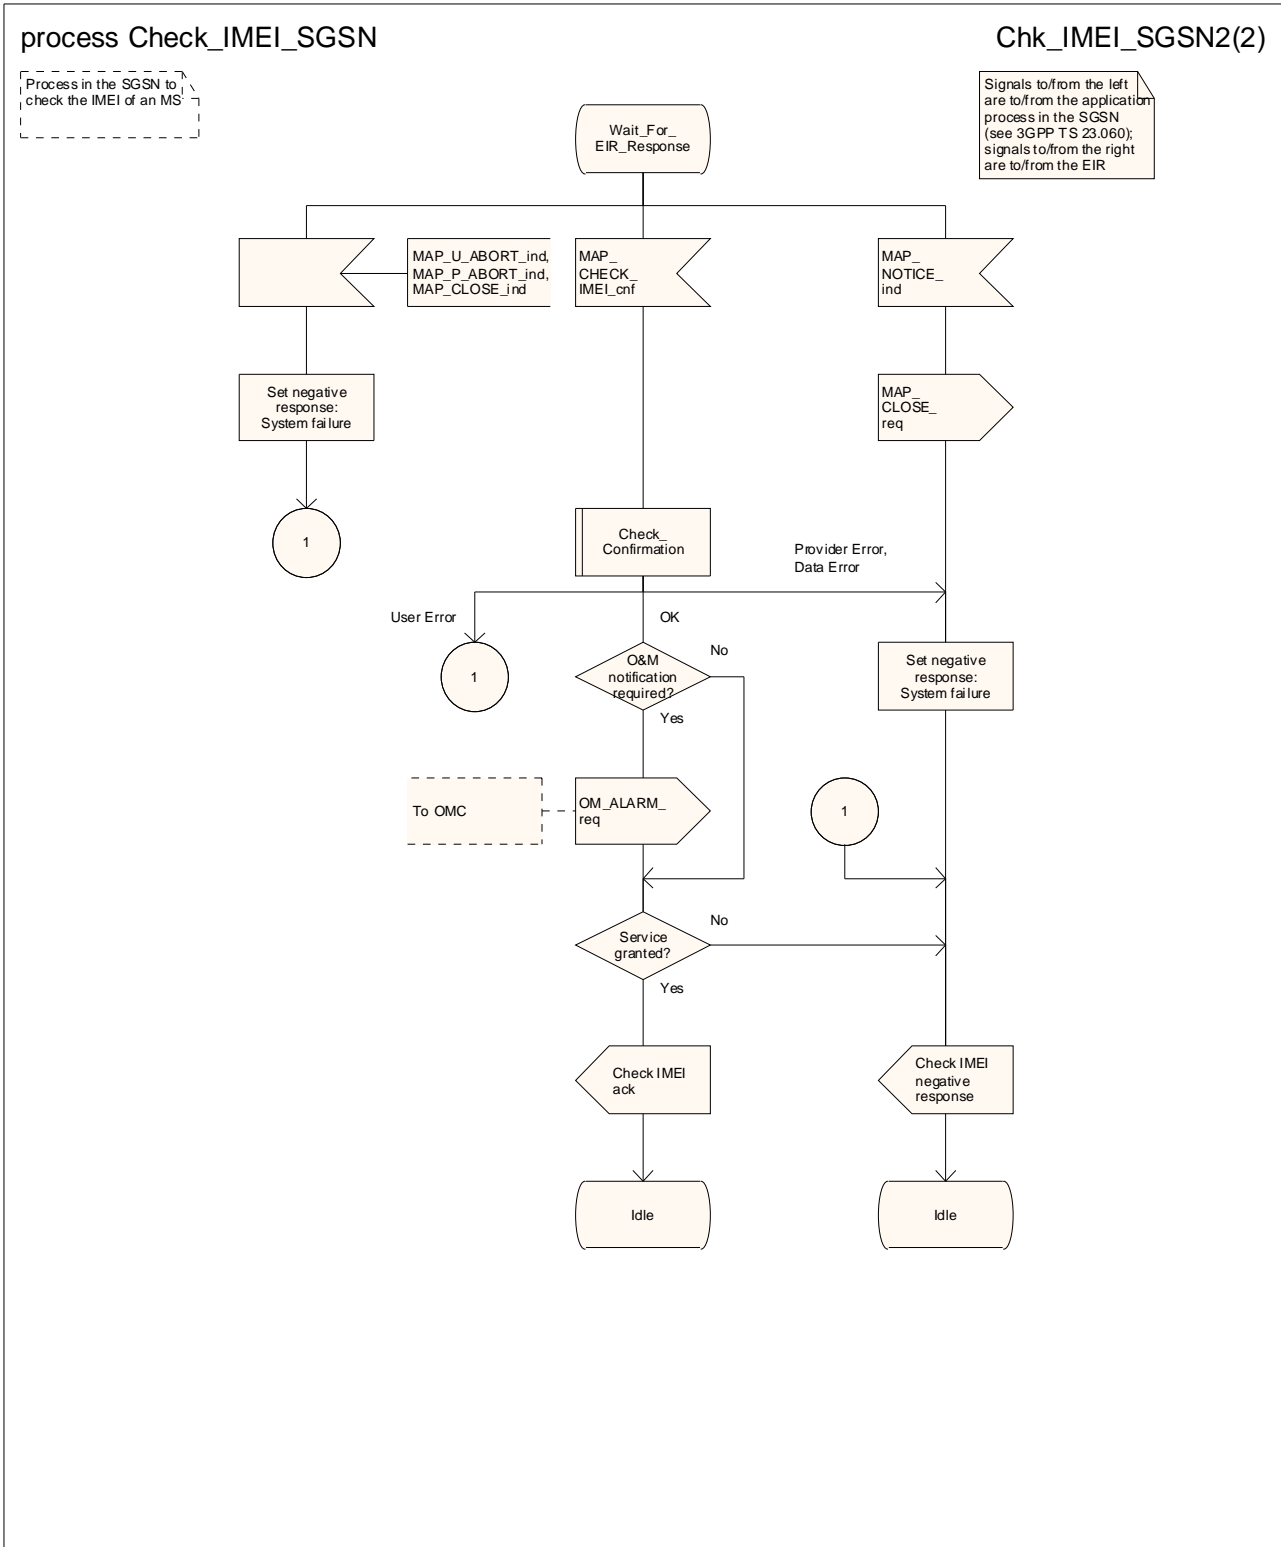 process Check_IMEI_SGSN
Chk_IMEI_SGSN2(2)
Process in the SGSN to
check the IMEI of an MS
Signals to/from the left
are to/from the application
process in the SGSN
(see 3GPP TS 23.060);
signals to/from the right
are to/from the EIR
Wait_For_
EIR_Response
MAP_U_ABORT_ind,
MAP_P_ABORT_ind,
MAP_CLOSE_ind
MAP_
CHECK_
IMEI_cnf
MAP_
NOTICE_
ind
Set negative
response:
System failure
MAP_
CLOSE_
req
1
Check_
Confirmation
Provider Error,
Data Error
User Error
OK
1
O&M
notification
required?
No
Yes
Set negative
response:
System failure
To OMC
OM_ALARM_
req
1
Service
granted?
No
Yes
Check IMEI
ack
Check IMEI
negative
response
Idle
Idle